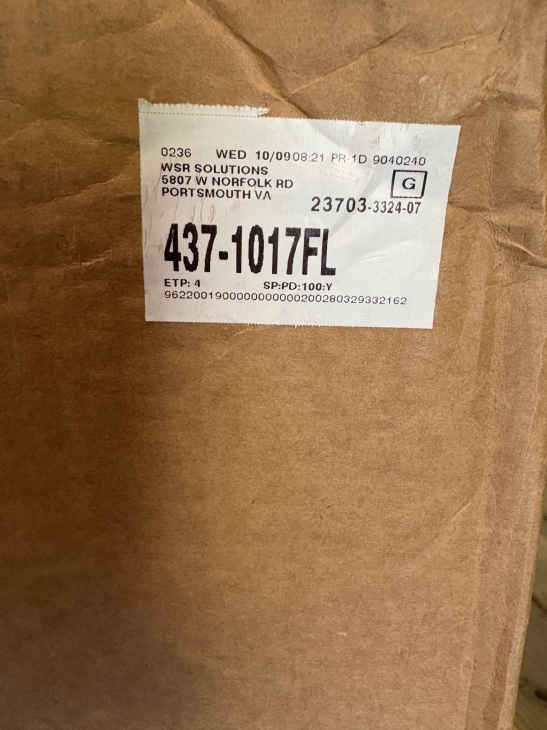 0236 WED 10/09 08:21 PR 1D 9040240
WSR SOLUTIONS
5807 W NORFOLK RD
PORTSMOUTH VA
G
23703-3324-07
437-1017FL
ETP: 4 SP:PD:100:Y
9622001900000000000200280329332162